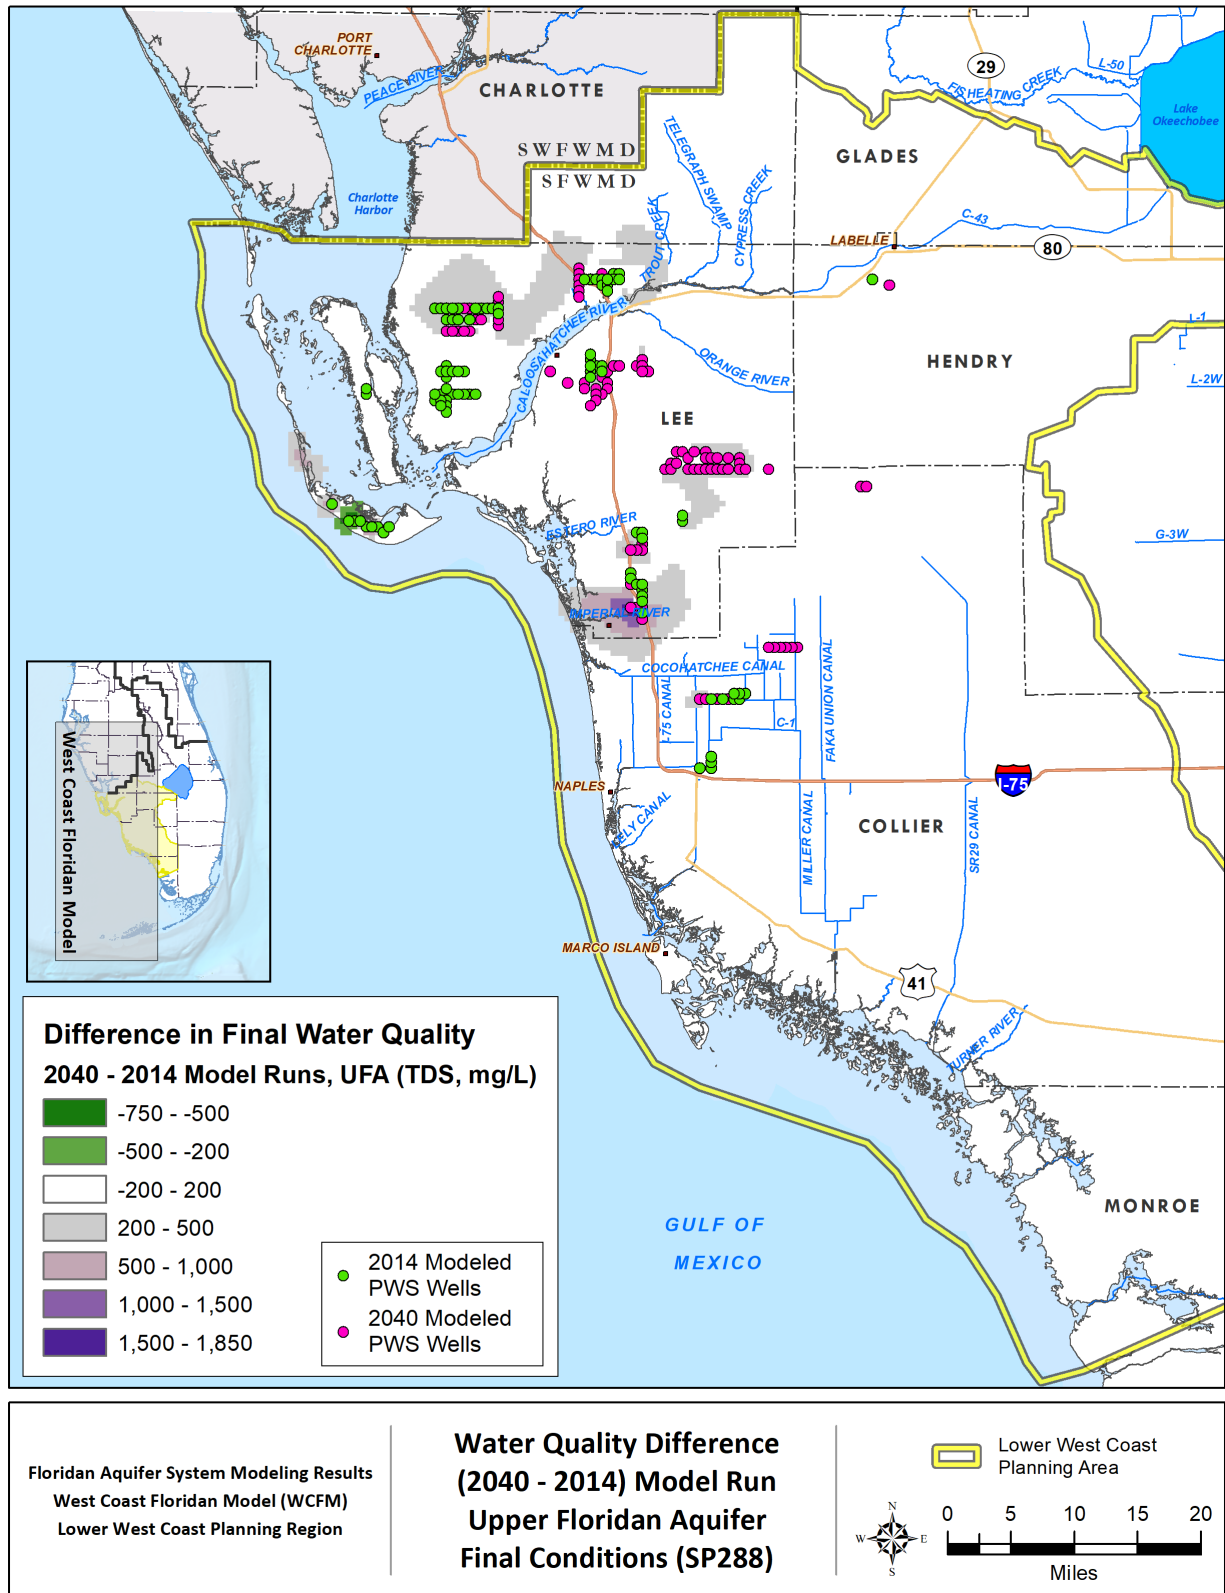 PORT
CHARLOTTE
PEACE RIVER
CHARLOTTE
SWFWMD
SFWMD
29
L-50
FISHEATING CREEK
Lake
Okeechobee
GLADES
TELEGRAPH SWAMP
CYPRESS CREEK
TROUT CREEK
Charlotte
Harbor
C-43
LABELLE
80
CALOOSAHATCHEE RIVER
ORANGE RIVER
HENDRY
L-1
L-2W
LEE
ESTERO RIVER
G-3W
IMPERIAL RIVER
COCOHATCHEE CANAL
I-75 CANAL
C-1
FAKA UNION CANAL
I-75
NAPLES
LELY CANAL
MILLER CANAL
COLLIER
SR29 CANAL
MARCO ISLAND
41
TURNER RIVER
MONROE
GULF OF
MEXICO
West Coast Floridan Model
Difference in Final Water Quality
2040 - 2014 Model Runs, UFA (TDS, mg/L)
-750 - -500
-500 - -200
-200 - 200
200 - 500
500 - 1,000
1,000 - 1,500
1,500 - 1,850
2014 Modeled
PWS Wells
2040 Modeled
PWS Wells
Floridan Aquifer System Modeling Results
West Coast Floridan Model (WCFM)
Lower West Coast Planning Region
Water Quality Difference
(2040 - 2014) Model Run
Upper Floridan Aquifer
Final Conditions (SP288)
Lower West Coast
Planning Area
N
W E
S
0 5 10 15 20
Miles